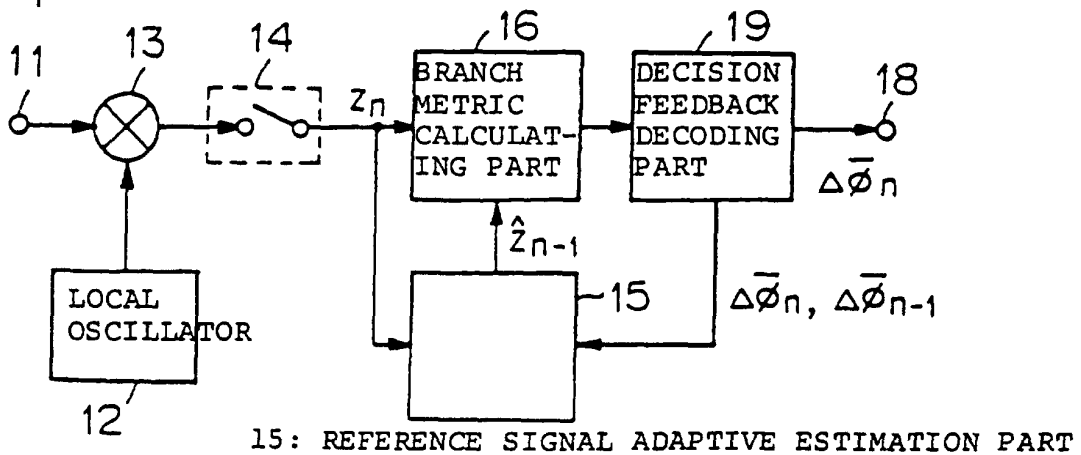 11
13
14
z_n
16
BRANCH
METRIC
CALCULAT-
ING PART
19
DECISION
FEEDBACK
DECODING
PART
18
Δφ̄n
ẑn-1
LOCAL
OSCILLATOR
12
15
Δφ̄n, Δφ̄n-1
15: REFERENCE SIGNAL ADAPTIVE ESTIMATION PART